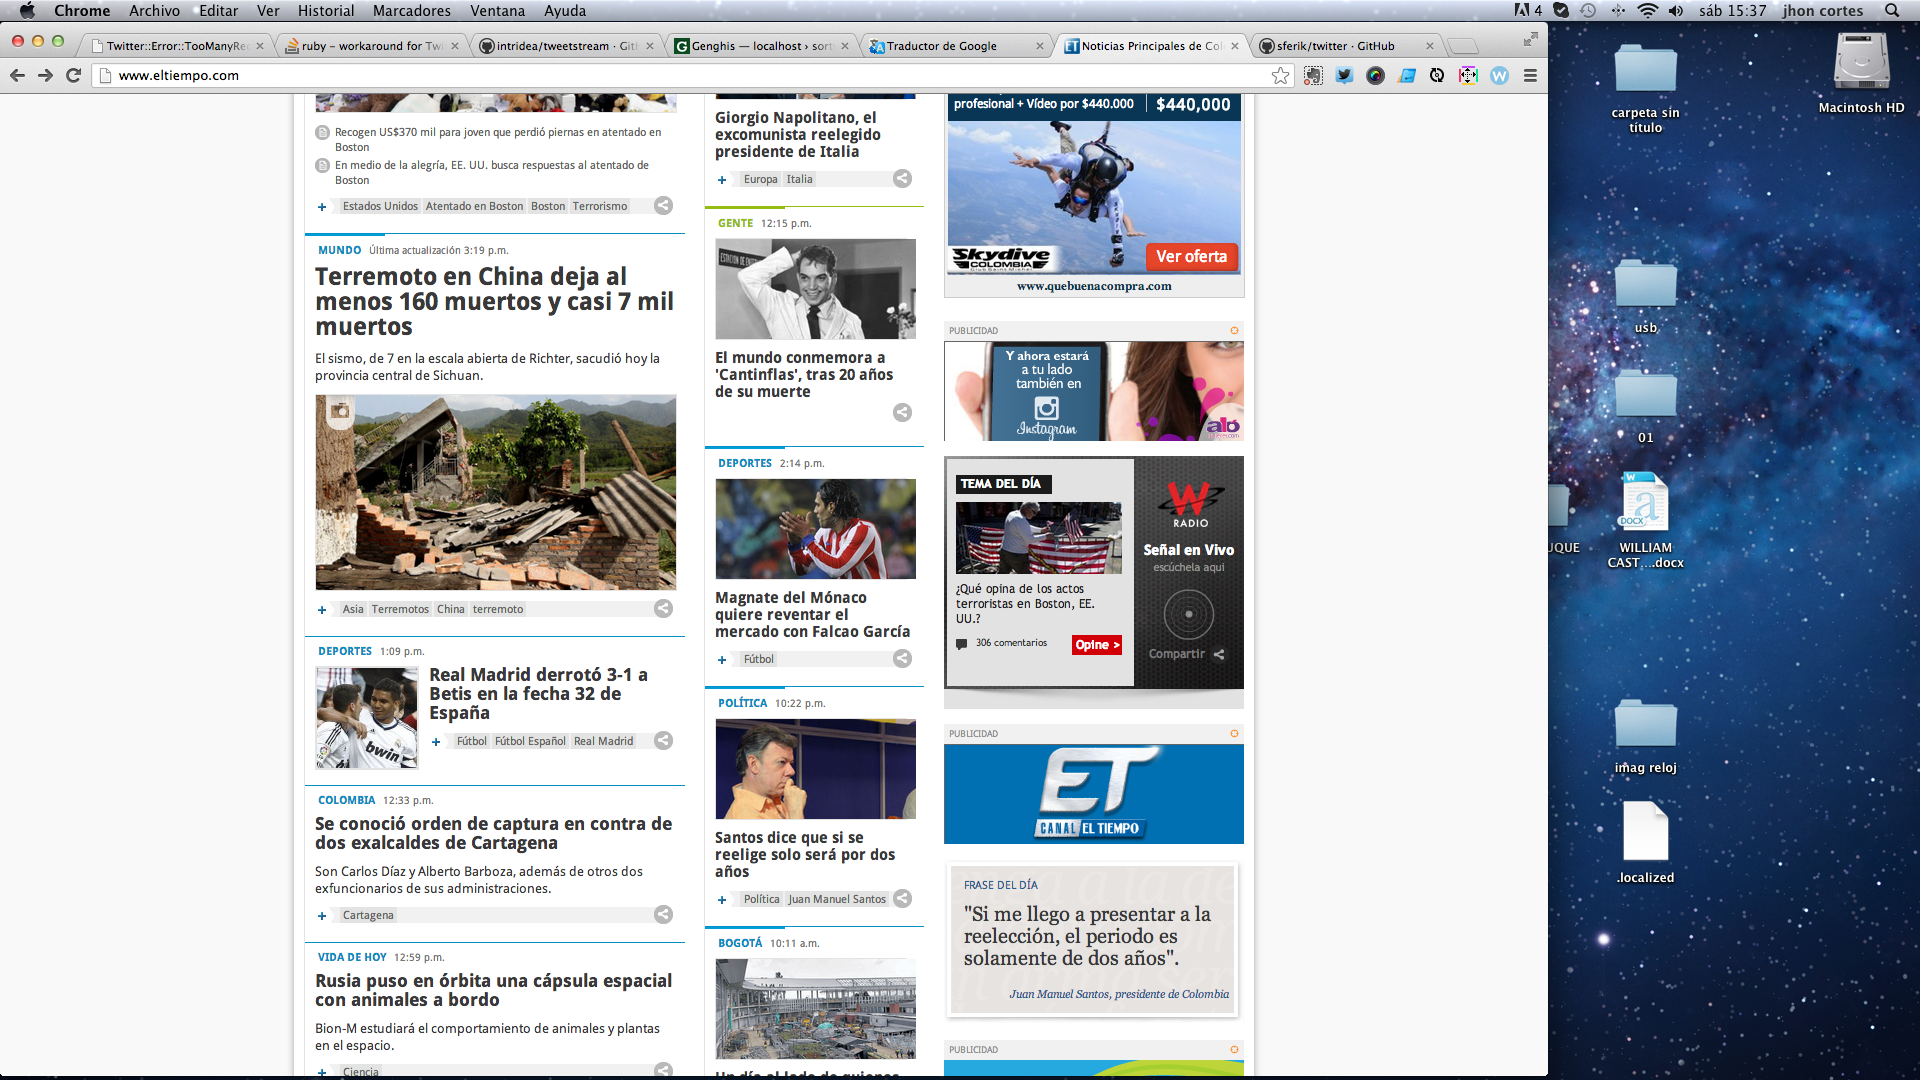 Chrome Archivo Editar Ver Historial Marcadores Ventana Ayuda
4
sáb 15:37 jhon cortes
Twitter::Error::TooManyRe
ruby - workaround for Twi
intridea/tweetstream · Git
Genghis — localhost › sort
Traductor de Google
Noticias Principales de Col
sferik/twitter · GitHub
www.eltiempo.com
Recogen US$370 mil para joven que perdió piernas en atentado en
Boston
En medio de la alegría, EE. UU. busca respuestas al atentado de
Boston
+ Estados Unidos Atentado en Boston Boston Terrorismo
MUNDO Última actualización 3:19 p.m.
Terremoto en China deja al
menos 160 muertos y casi 7 mil
muertos
El sismo, de 7 en la escala abierta de Richter, sacudió hoy la
provincia central de Sichuan.
+ Asia Terremotos China terremoto
DEPORTES 1:09 p.m.
Real Madrid derrotó 3-1 a
Betis en la fecha 32 de
España
bwin
+ Fútbol Fútbol Español Real Madrid
COLOMBIA 12:33 p.m.
Se conoció orden de captura en contra de
dos exalcaldes de Cartagena
Son Carlos Díaz y Alberto Barboza, además de otros dos
exfuncionarios de sus administraciones.
+ Cartagena
VIDA DE HOY 12:59 p.m.
Rusia puso en órbita una cápsula espacial
con animales a bordo
Bion-M estudiará el comportamiento de animales y plantas
en el espacio.
+ Ciencia
Giorgio Napolitano, el
excomunista reelegido
presidente de Italia
+ Europa Italia
GENTE 12:15 p.m.
El mundo conmemora a
'Cantinflas', tras 20 años
de su muerte
DEPORTES 2:14 p.m.
Magnate del Mónaco
quiere reventar el
mercado con Falcao García
+ Fútbol
POLÍTICA 10:22 p.m.
Santos dice que si se
reelige solo será por dos
años
+ Política Juan Manuel Santos
BOGOTÁ 10:11 a.m.
Un día al lado de quienes
profesional + Vídeo por $440.000
$440,000
Skydive
COLOMBIA
Ver oferta
www.quebuenacompra.com
PUBLICIDAD
Y ahora estará
a tu lado
también en
Instagram
aló
TEMA DEL DÍA
¿Qué opina de los actos
terroristas en Boston, EE.
UU.?
306 comentarios
Opine >
W
RADIO
Señal en Vivo
escúchela aqui
Compartir
PUBLICIDAD
ET
CANAL EL TIEMPO
FRASE DEL DÍA
"Si me llego a presentar a la
reelección, el periodo es
solamente de dos años".
Juan Manuel Santos, presidente de Colombia
PUBLICIDAD
carpeta sin
título
Macintosh HD
usb
01
W
a
DOCX
UQUE
WILLIAM
CAST....docx
imag reloj
.localized